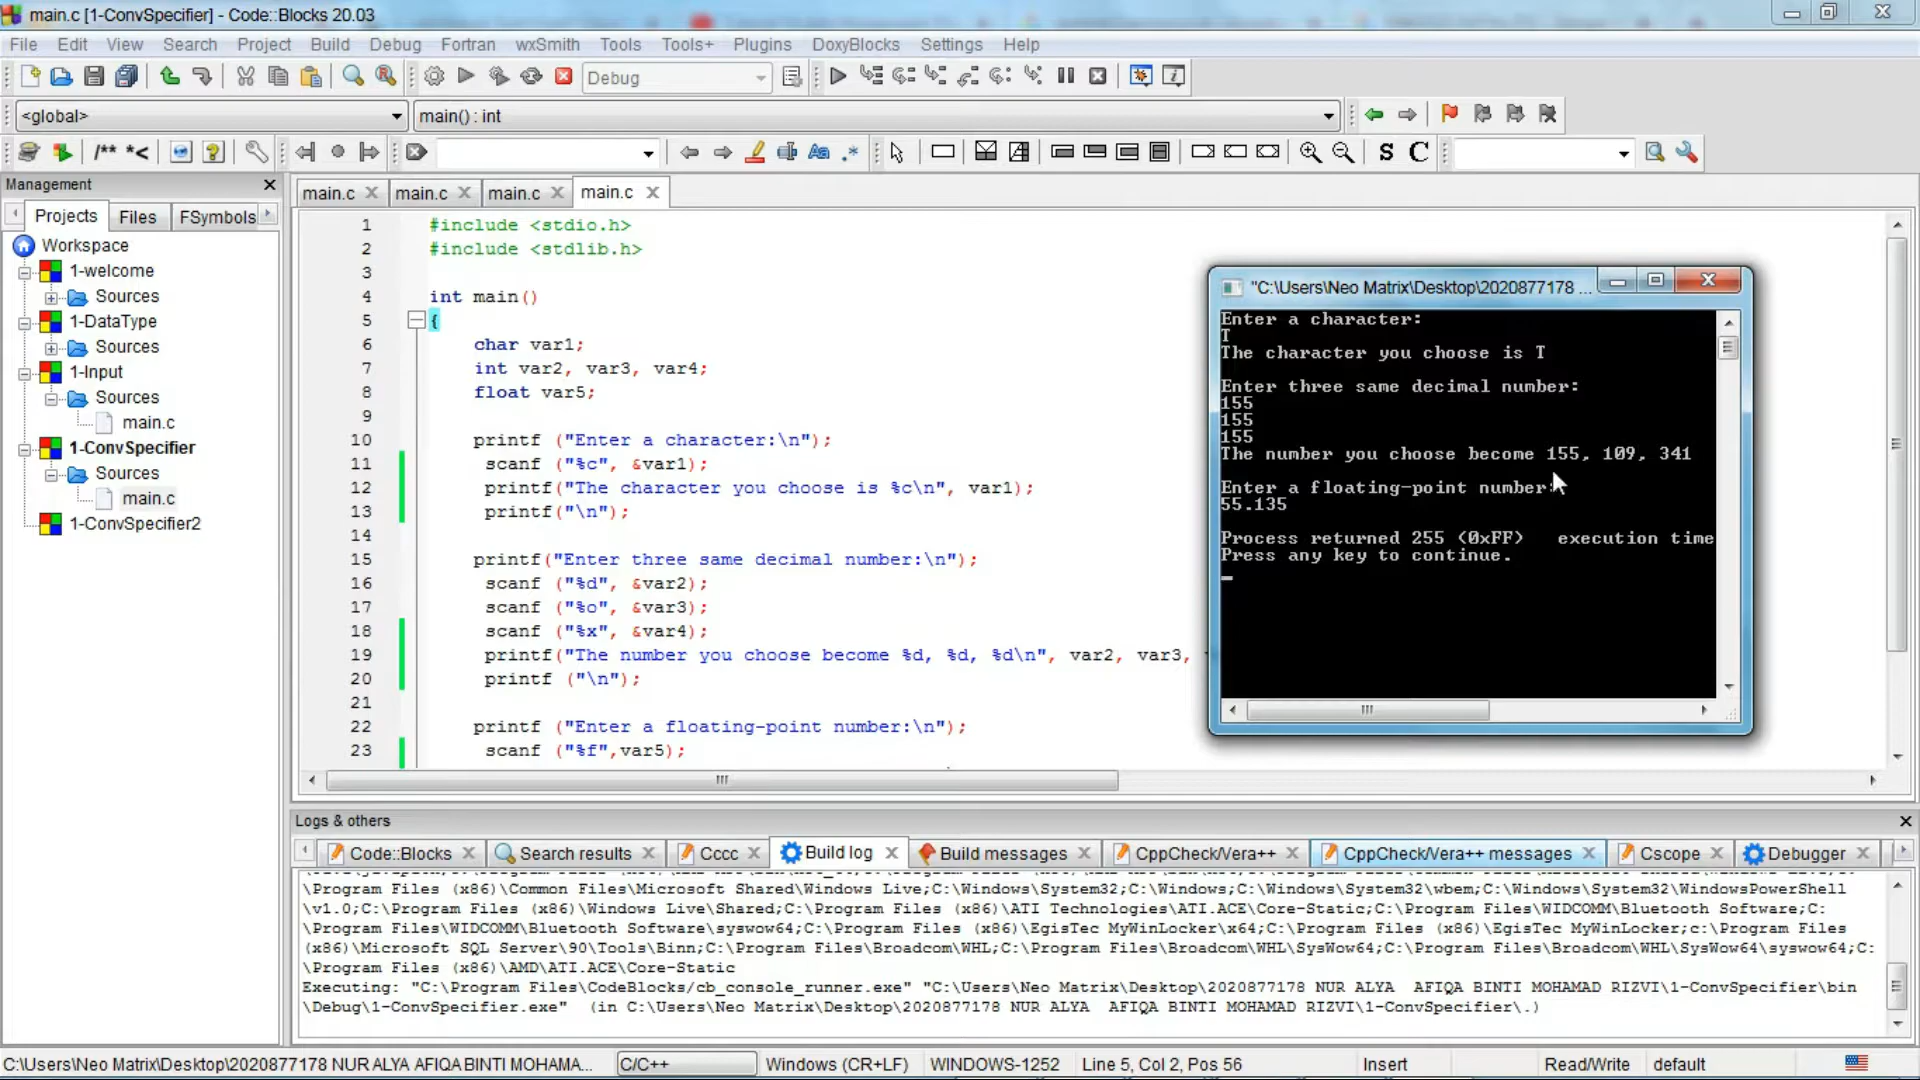 main.c [1-ConvSpecifier] - Code::Blocks 20.03
File Edit View Search Project Build Debug Fortran wxSmith Tools Tools+ Plugins DoxyBlocks Settings Help
Debug
<global> main() : int
/** *< Aa .* S C
Management
Projects Files FSymbols
Workspace
1-welcome
Sources
1-DataType
Sources
1-Input
Sources
main.c
1-ConvSpecifier
Sources
main.c
1-ConvSpecifier2
main.c main.c main.c main.c
1 #include <stdio.h>
2 #include <stdlib.h>
3
4 int main()
5 {
6 char var1;
7 int var2, var3, var4;
8 float var5;
9
10 printf ("Enter a character:\n");
11 scanf ("%c", &var1);
12 printf("The character you choose is %c\n", var1);
13 printf("\n");
14
15 printf("Enter three same decimal number:\n");
16 scanf ("%d", &var2);
17 scanf ("%o", &var3);
18 scanf ("%x", &var4);
19 printf("The number you choose become %d, %d, %d\n", var2, var3,
20 printf ("\n");
21
22 printf ("Enter a floating-point number:\n");
23 scanf ("%f",var5);
"C:\Users\Neo Matrix\Desktop\2020877178 ...
Enter a character:
T
The character you choose is T
Enter three same decimal number:
155
155
155
The number you choose become 155, 109, 341
Enter a floating-point number:
55.135
Process returned 255 (0xFF) execution time
Press any key to continue.
Logs & others
Code::Blocks Search results Cccc Build log Build messages CppCheck/Vera++ CppCheck/Vera++ messages Cscope Debugger
\Program Files (x86)\Common Files\Microsoft Shared\Windows Live;C:\Windows\System32;C:\Windows;C:\Windows\System32\wbem;C:\Windows\System32\WindowsPowerShell
\v1.0;C:\Program Files (x86)\Windows Live\Shared;C:\Program Files (x86)\ATI Technologies\ATI.ACE\Core-Static;C:\Program Files\WIDCOMM\Bluetooth Software;C:
\Program Files\WIDCOMM\Bluetooth Software\syswow64;C:\Program Files (x86)\EgisTec MyWinLocker\x64;C:\Program Files (x86)\EgisTec MyWinLocker;c:\Program Files
(x86)\Microsoft SQL Server\90\Tools\Binn;C:\Program Files\Broadcom\WHL;C:\Program Files\Broadcom\WHL\SysWow64;C:\Program Files\Broadcom\WHL\SysWow64\syswow64;C:
\Program Files (x86)\AMD\ATI.ACE\Core-Static
Executing: "C:\Program Files\CodeBlocks/cb_console_runner.exe" "C:\Users\Neo Matrix\Desktop\2020877178 NUR ALYA AFIQA BINTI MOHAMAD RIZVI\1-ConvSpecifier\bin
\Debug\1-ConvSpecifier.exe" (in C:\Users\Neo Matrix\Desktop\2020877178 NUR ALYA AFIQA BINTI MOHAMAD RIZVI\1-ConvSpecifier\.)
C:\Users\Neo Matrix\Desktop\2020877178 NUR ALYA AFIQA BINTI MOHAMA... C/C++ Windows (CR+LF) WINDOWS-1252 Line 5, Col 2, Pos 56 Insert Read/Write default